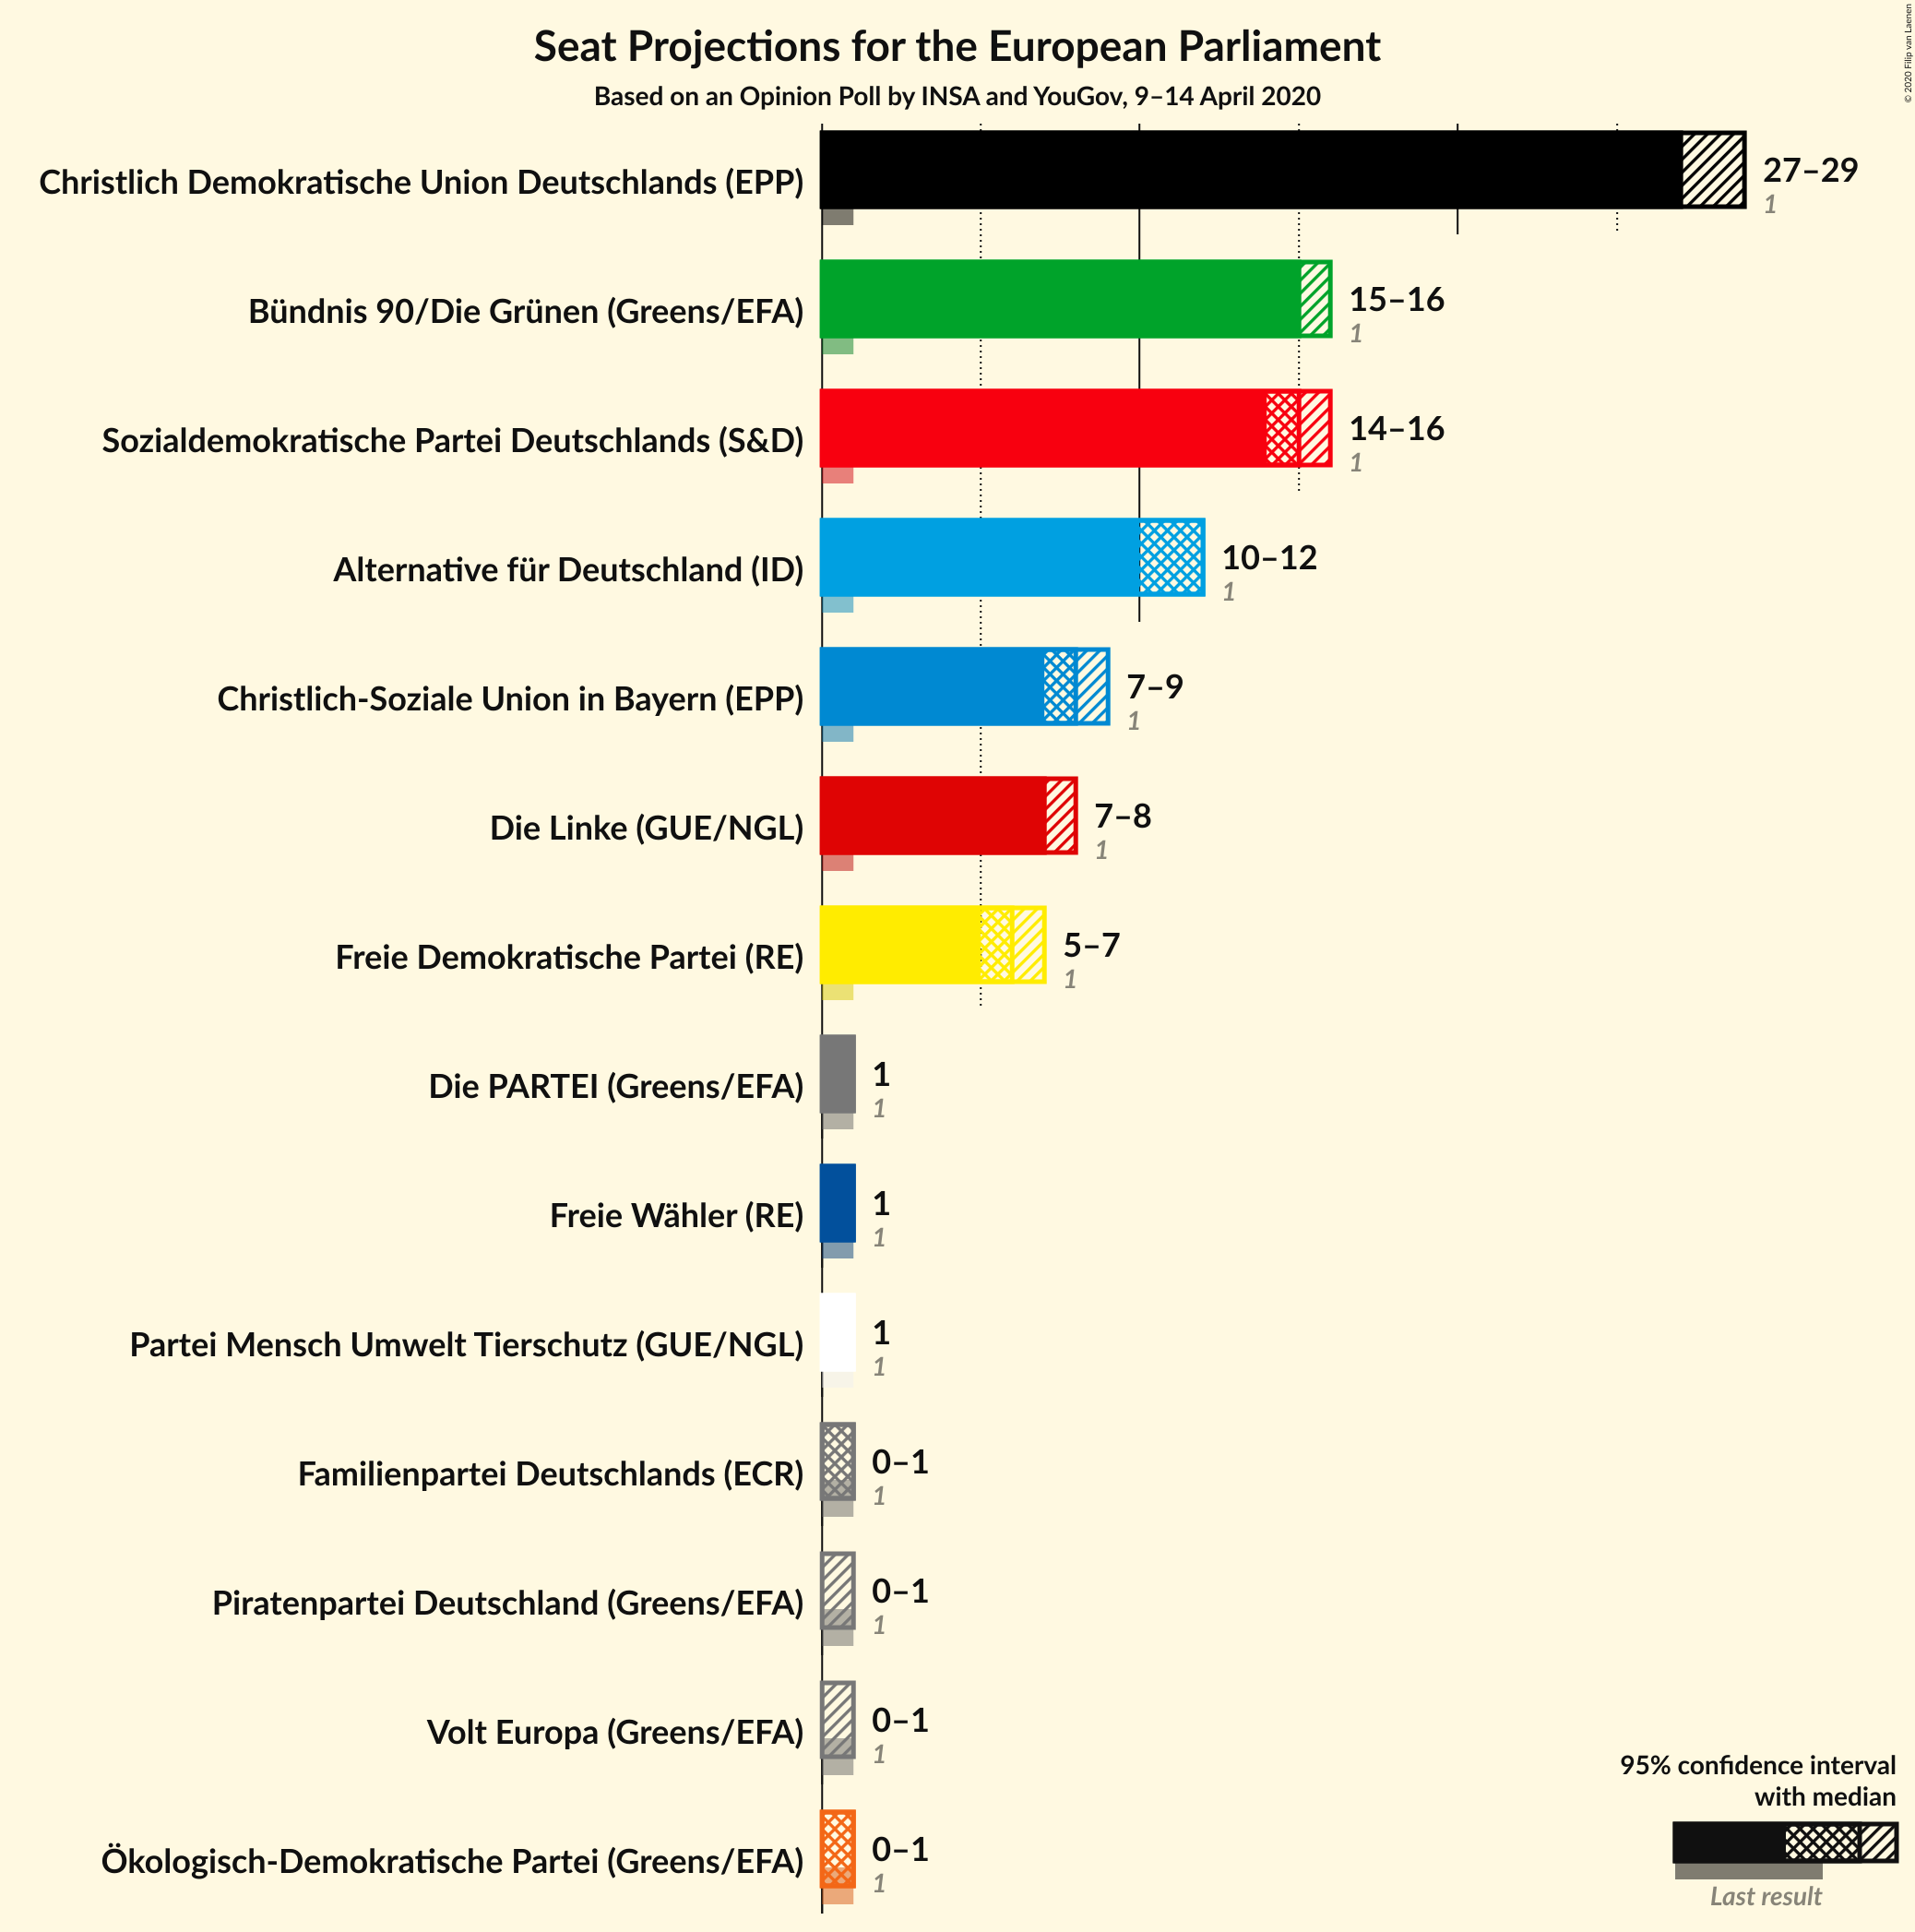 Seat Projections for the European Parliament
Based on an Opinion Poll by INSA and YouGov, 9–14 April 2020
© 2020 Filip van Laenen
Christlich Demokratische Union Deutschlands (EPP)
27–29
1
Bündnis 90/Die Grünen (Greens/EFA)
15–16
1
Sozialdemokratische Partei Deutschlands (S&D)
14–16
1
Alternative für Deutschland (ID)
10–12
1
Christlich-Soziale Union in Bayern (EPP)
7–9
1
Die Linke (GUE/NGL)
7–8
1
Freie Demokratische Partei (RE)
5–7
1
Die PARTEI (Greens/EFA)
1
1
Freie Wähler (RE)
1
1
Partei Mensch Umwelt Tierschutz (GUE/NGL)
1
1
Familienpartei Deutschlands (ECR)
0–1
1
Piratenpartei Deutschland (Greens/EFA)
0–1
1
Volt Europa (Greens/EFA)
0–1
1
Ökologisch-Demokratische Partei (Greens/EFA)
0–1
1
95% confidence interval
with median
Last result